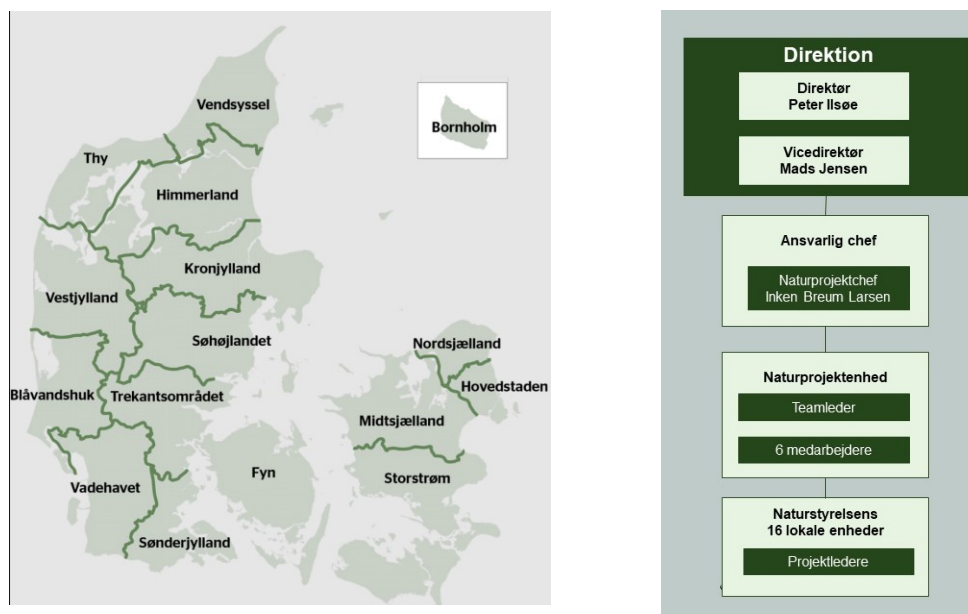 Vendsyssel
Bornholm
Thy
Himmerland
Kronjylland
Vestjylland
Søhøjlandet
Nordsjælland
Hovedstaden
Blåvandshuk
Trekantsområdet
Midtsjælland
Fyn
Storstrøm
Vadehavet
Sønderjylland
Direktion
Direktør
Peter Ilsøe
Vicedirektør
Mads Jensen
Ansvarlig chef
Naturprojektchef
Inken Breum Larsen
Naturprojektenhed
Teamleder
6 medarbejdere
Naturstyrelsens
16 lokale enheder
Projektledere